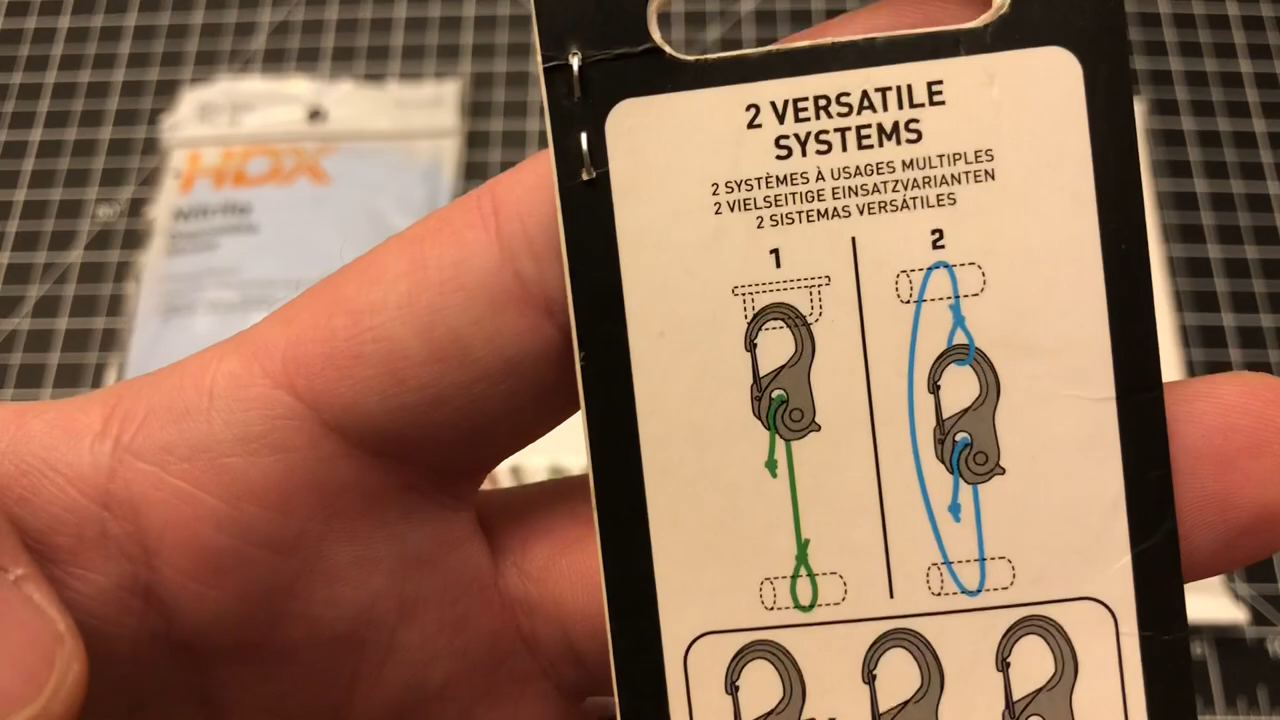 HDX
Nitrile
2 VERSATILE
SYSTEMS
2 SYSTÈMES À USAGES MULTIPLES
2 VIELSEITIGE EINSATZVARIANTEN
2 SISTEMAS VERSÁTILES
1
2